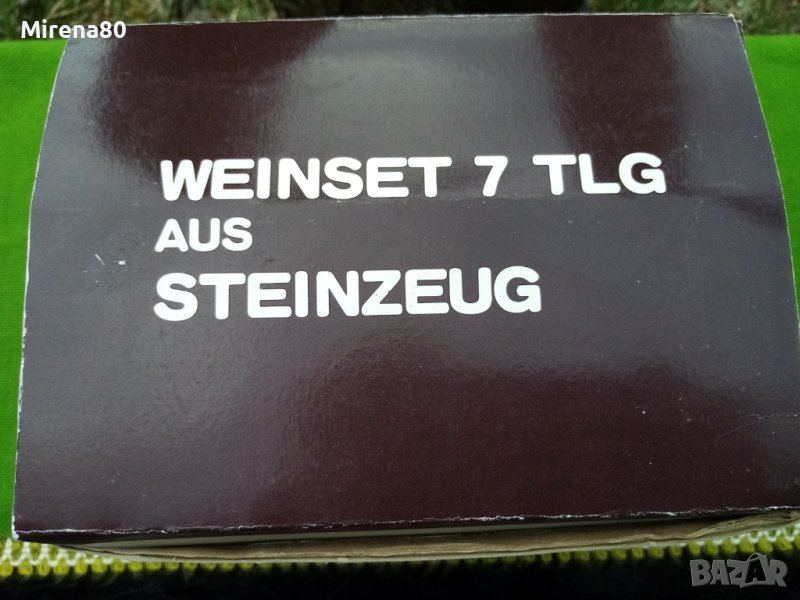 Mirena80
WEINSET 7 TLG
AUS
STEINZEUG
BAZAR